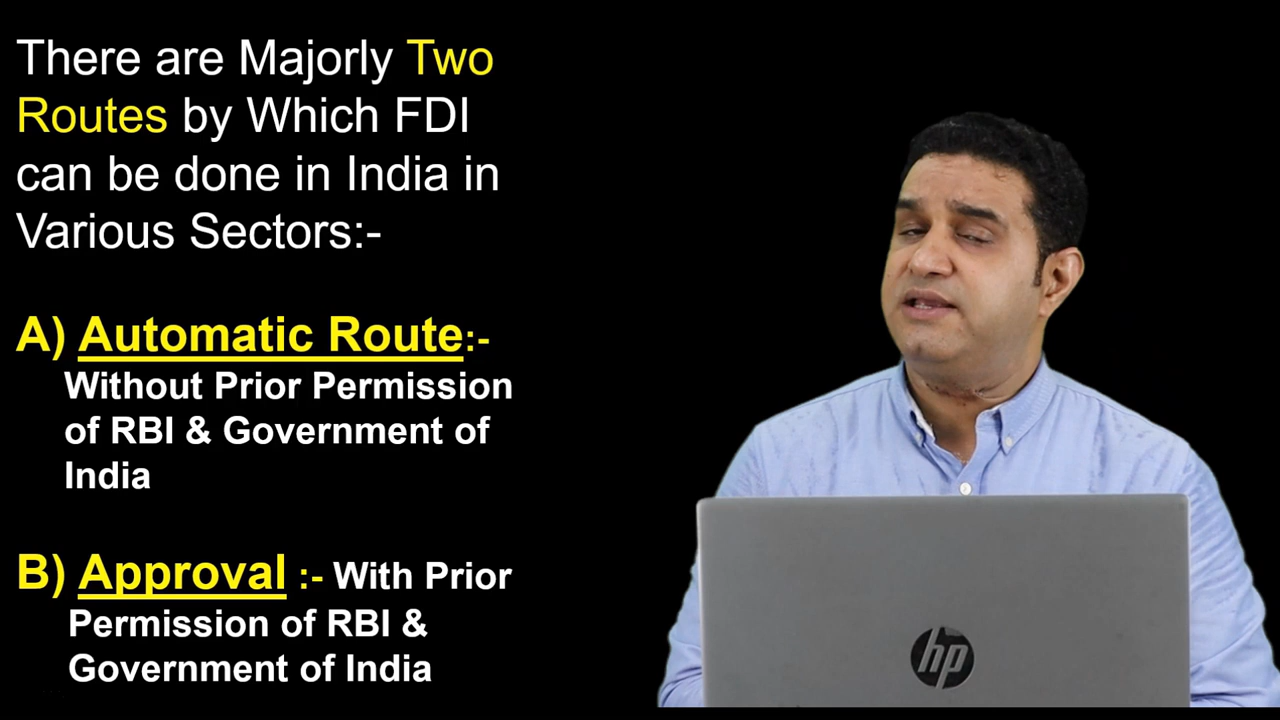 There are Majorly Two
Routes by Which FDI
can be done in India in
Various Sectors:-
A) Automatic Route:-
Without Prior Permission
of RBI & Government of
India
B) Approval :- With Prior
Permission of RBI &
Government of India
hp